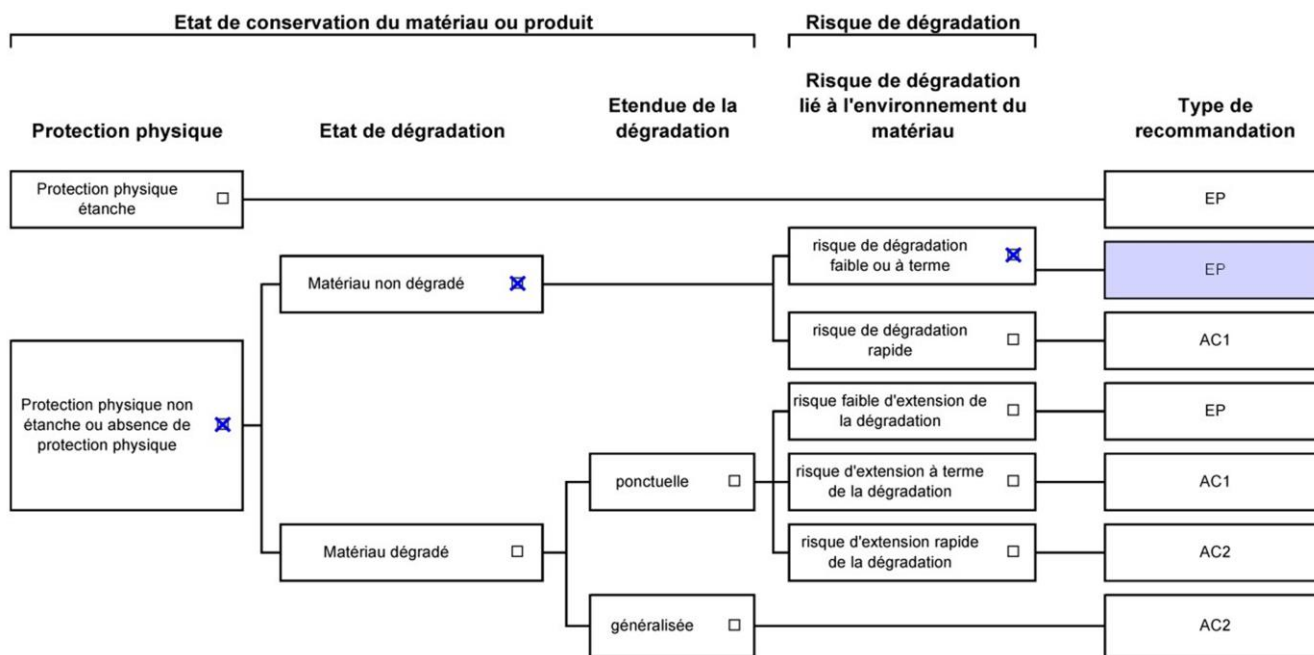 Etat de conservation du matériau ou produit
Risque de dégradation
Protection physique
Etat de dégradation
Etendue de la
dégradation
Risque de dégradation
lié à l'environnement du
matériau
Type de
recommandation
Protection physique
étanche
EP
risque de dégradation
faible ou à terme
EP
Matériau non dégradé
risque de dégradation
rapide
AC1
Protection physique non
étanche ou absence de
protection physique
risque faible d'extension de
la dégradation
EP
ponctuelle
risque d'extension à terme
de la dégradation
AC1
Matériau dégradé
risque d'extension rapide
de la dégradation
AC2
généralisée
AC2